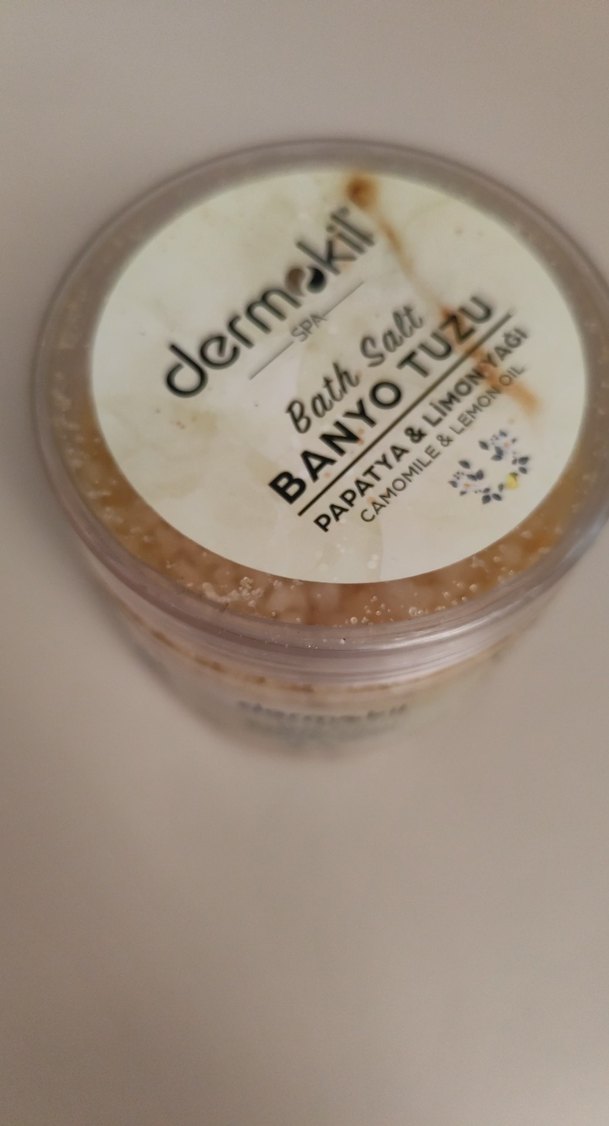 dermokil
SPA
Bath Salt
BANYO TUZU
PAPATYA & LİMON YAĞI
CAMOMILE & LEMON OIL